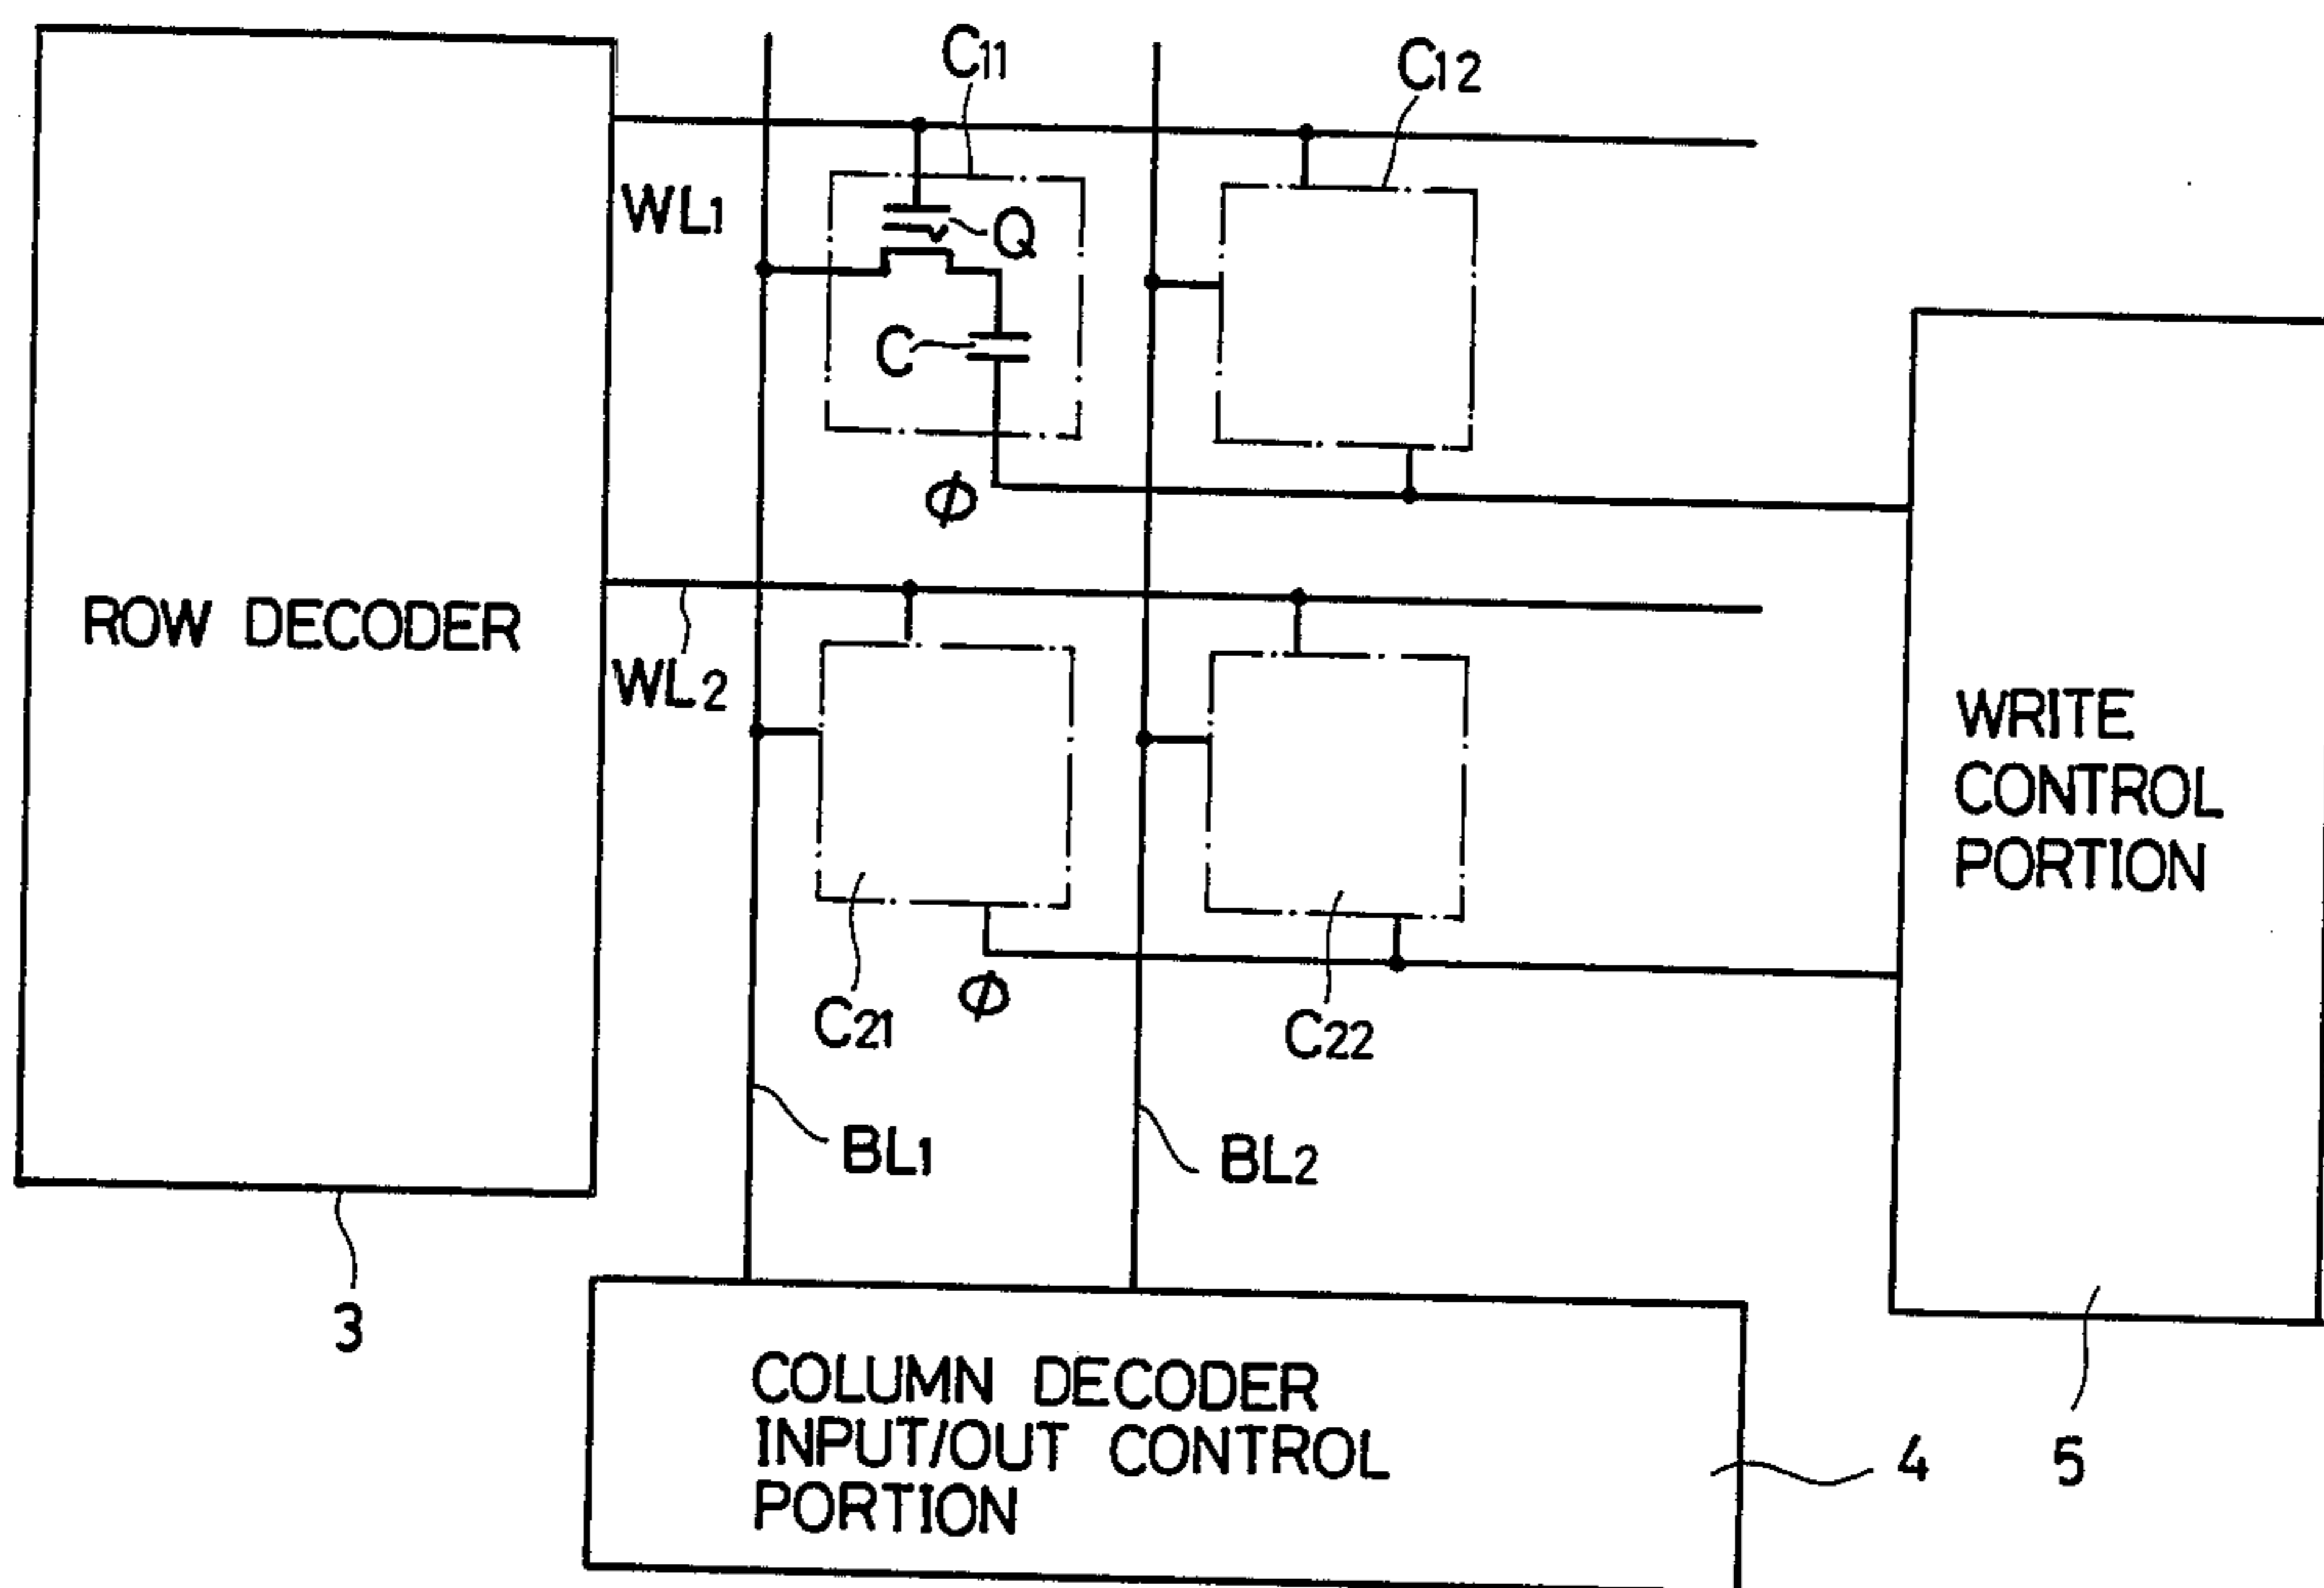 C11
C12
WL1
Q
C
ϕ
ROW DECODER
WL2
WRITE
CONTROL
PORTION
C21
ϕ
C22
BL1
BL2
3
COLUMN DECODER
INPUT/OUT CONTROL
PORTION
4
5